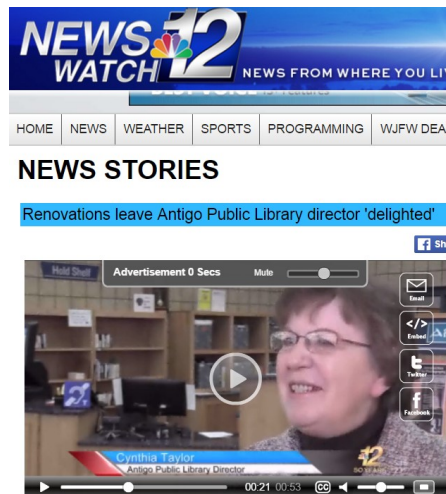 NEWS
WATCH 12
NEWS FROM WHERE YOU LI
HOME NEWS WEATHER SPORTS PROGRAMMING WJFW DEA
NEWS STORIES
Renovations leave Antigo Public Library director 'delighted'
f Sh
Hold Shelf
Advertisement 0 Secs Mute
Email
</>
Embed
t
Twitter
f
Facebook
Cynthia Taylor
Antigo Public Library Director
12
00:21 00:53 CC